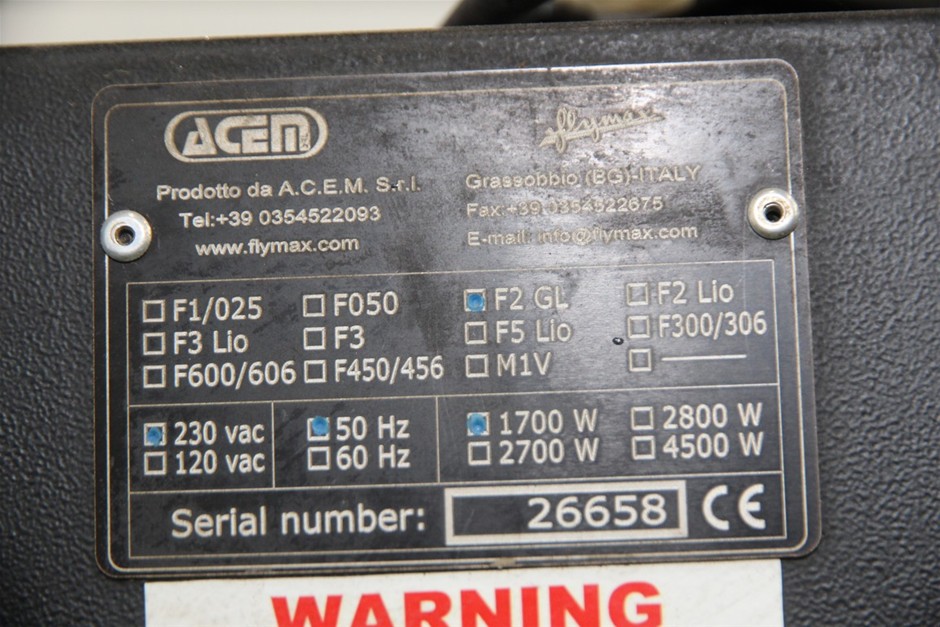 ACEM
flymax
Prodotto da A.C.E.M. S.r.l.
Grassobbio (BG)-ITALY
Tel:+39 0354522093
Fax:+39 0354522675
www.flymax.com
E-mail: info@flymax.com
F1/025 F050 F2 GL F2 Lio
F3 Lio F3 F5 Lio F300/306
F600/606 F450/456 M1V
230 vac 50 Hz 1700 W 2800 W
120 vac 60 Hz 2700 W 4500 W
Serial number: 26658 CE
WARNING